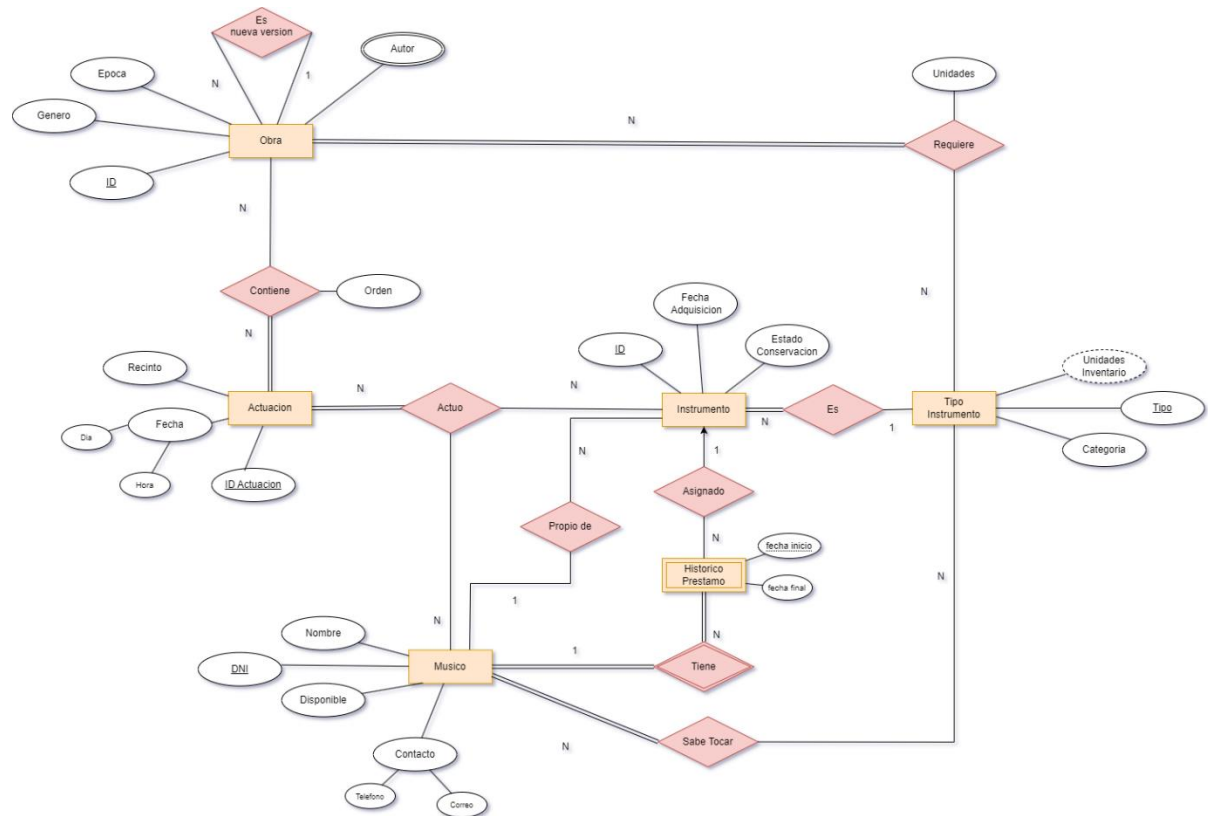 Es
nueva version
Autor
N
1
Epoca
Unidades
Genero
N
Obra
Requiere
ID
N
Contiene
Orden
N
N
Fecha
Adquisicion
ID
Estado
Conservacion
Recinto
Unidades
Inventario
N
N
Actuacion
Actuo
Instrumento
Es
Tipo
Instrumento
Tipo
N
1
Fecha
Dia
Categoria
Hora
ID Actuacion
N
1
Asignado
Propio de
N
fecha inicio
Historico
Prestamo
fecha final
N
1
N
N
Nombre
1
DNI
Musico
Tiene
Disponible
Sabe Tocar
N
Contacto
Telefono
Correo